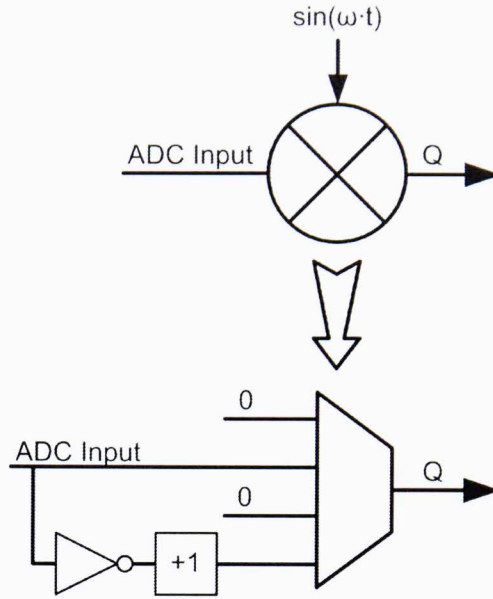 sin(ω·t)
ADC Input
Q
0
ADC Input
Q
0
+1